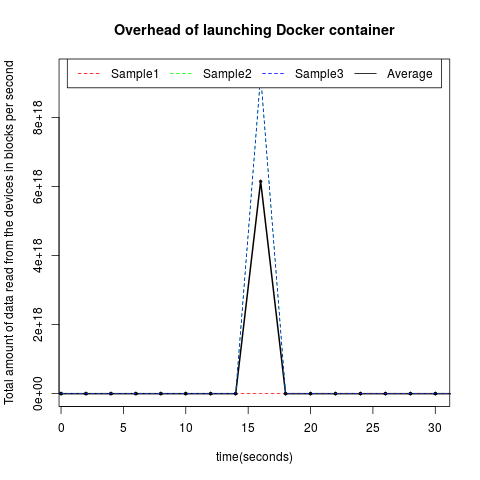 Overhead of launching Docker container
Sample1 Sample2 Sample3 Average
Total amount of data read from the devices in blocks per second
8e+18
6e+18
4e+18
2e+18
0e+00
0 5 10 15 20 25 30
time(seconds)